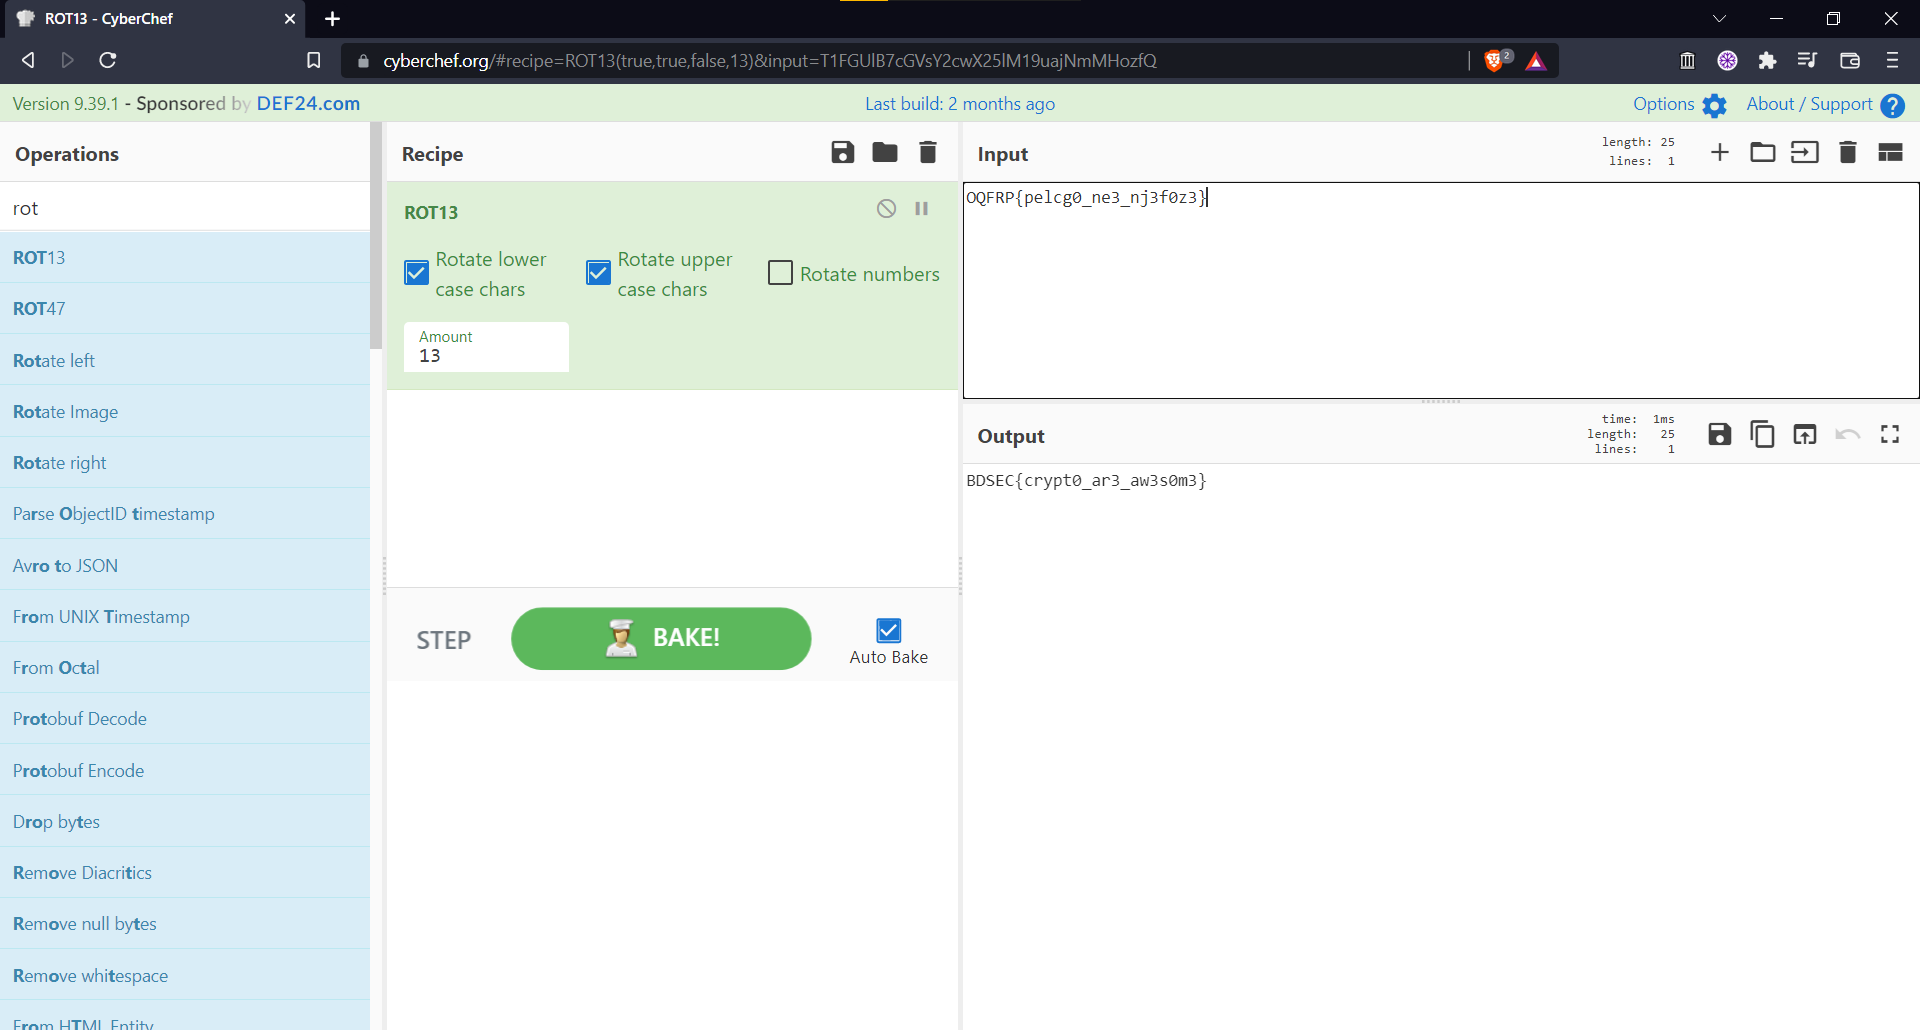 ROT13 - CyberChef
cyberchef.org/#recipe=ROT13(true,true,false,13)&input=T1FGUlB7cGVsY2cwX25lM19uajNmMHozfQ
2
Version 9.39.1 - Sponsored by DEF24.com
Last build: 2 months ago
Options
About / Support
?
Operations
rot
ROT13
ROT47
Rotate left
Rotate Image
Rotate right
Parse ObjectID timestamp
Avro to JSON
From UNIX Timestamp
From Octal
Protobuf Decode
Protobuf Encode
Drop bytes
Remove Diacritics
Remove null bytes
Remove whitespace
From HTML Entity
Recipe
ROT13
Rotate lower
case chars
Rotate upper
case chars
Rotate numbers
Amount
13
STEP
BAKE!
Auto Bake
Input
length: 25
lines: 1
OQFRP{pelcg0_ne3_nj3f0z3}
Output
time: 1ms
length: 25
lines: 1
BDSEC{crypt0_ar3_aw3s0m3}